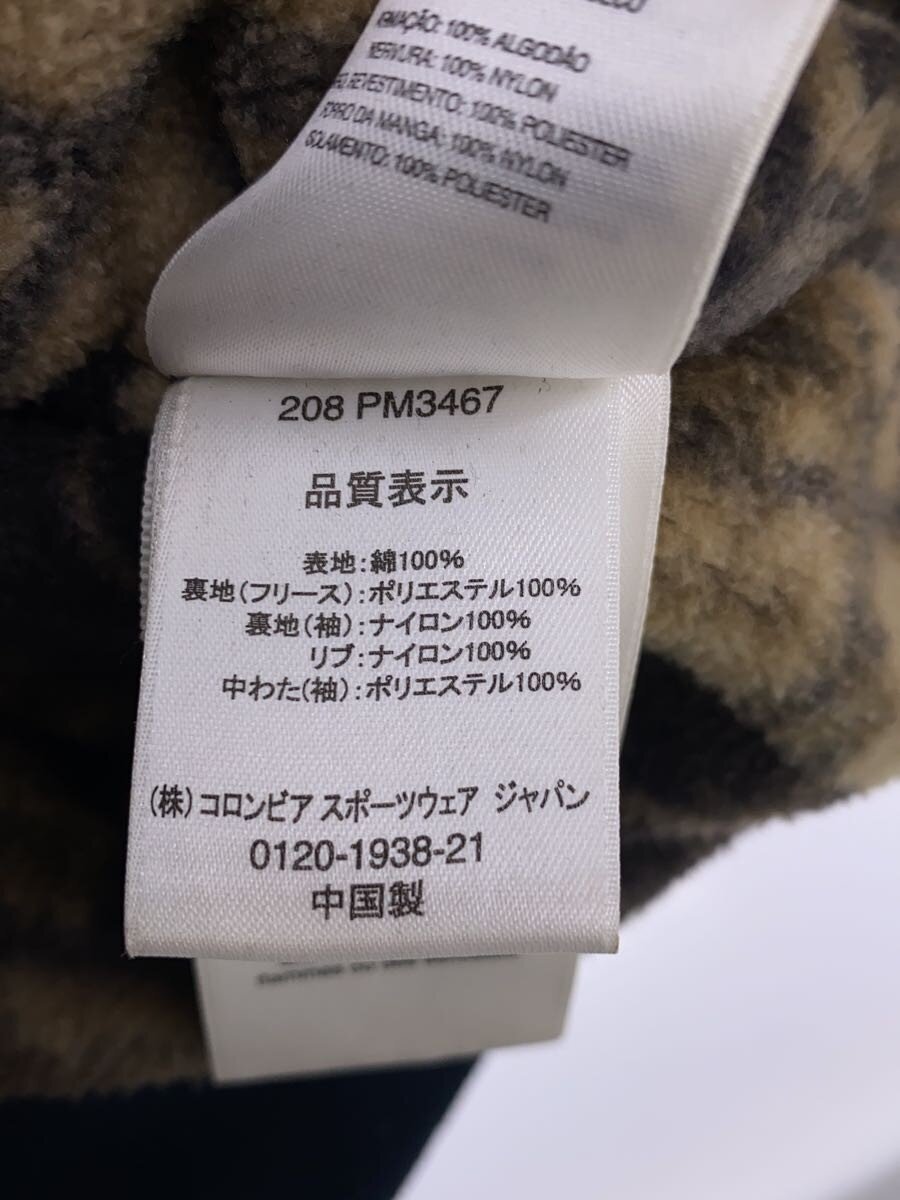 100% ALGODÃO
NERVURA: 100% NYLON
REVESTIMENTO: 100% POLIESTER
FORRO DA MANGA: 100% NYLON
100% POLIESTER
208 PM3467
品質表示
表地：綿100%
裏地（フリース）：ポリエステル100%
裏地（袖）：ナイロン100%
リブ：ナイロン100%
中わた（袖）：ポリエステル100%
（株）コロンビア スポーツウェア ジャパン
0120-1938-21
中国製